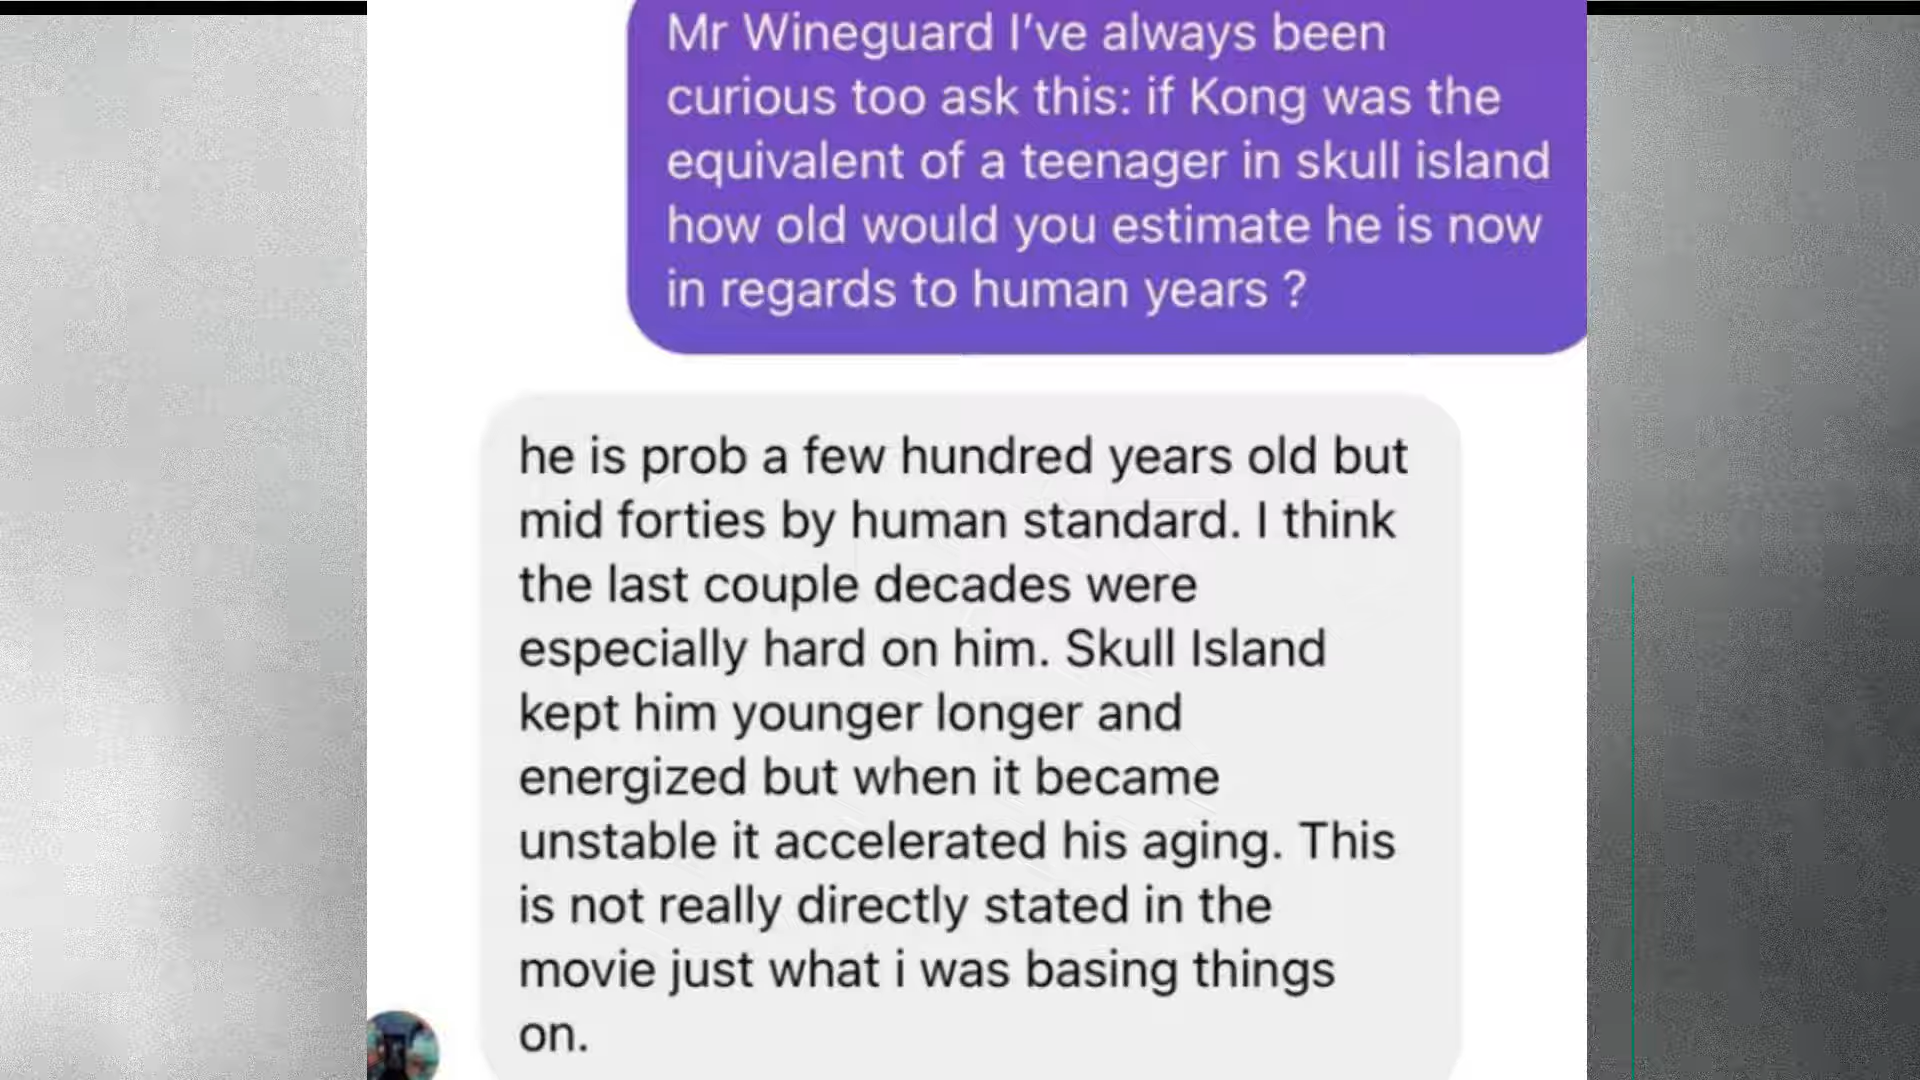 Mr Wineguard I’ve always been
curious too ask this: if Kong was the
equivalent of a teenager in skull island
how old would you estimate he is now
in regards to human years ?
he is prob a few hundred years old but
mid forties by human standard. I think
the last couple decades were
especially hard on him. Skull Island
kept him younger longer and
energized but when it became
unstable it accelerated his aging. This
is not really directly stated in the
movie just what i was basing things
on.